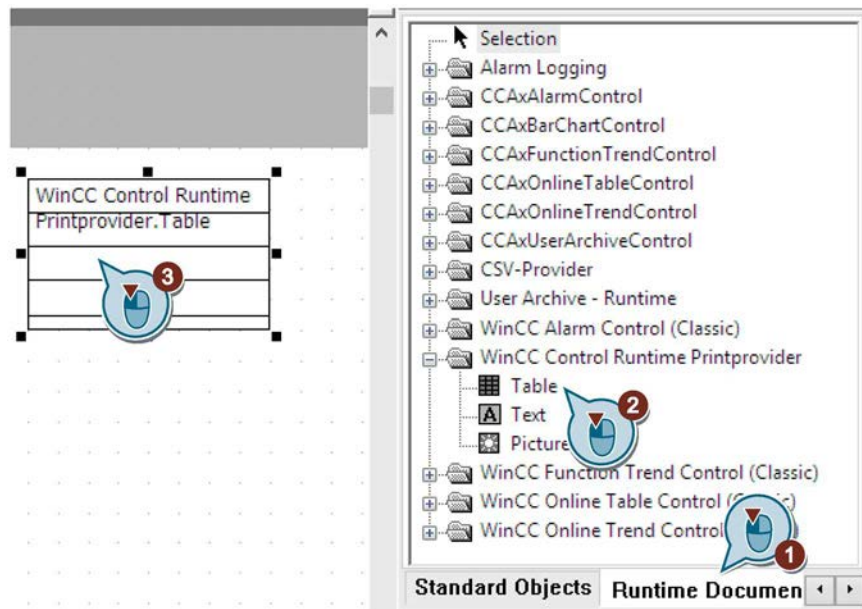 WinCC Control Runtime
Printprovider.Table
3
Selection
Alarm Logging
CCAxAlarmControl
CCAxBarChartControl
CCAxFunctionTrendControl
CCAxOnlineTableControl
CCAxOnlineTrendControl
CCAxUserArchiveControl
CSV-Provider
User Archive - Runtime
WinCC Alarm Control (Classic)
WinCC Control Runtime Printprovider
Table
2
A Text
Picture
WinCC Function Trend Control (Classic)
WinCC Online Table Control
WinCC Online Trend Control
1
Standard Objects Runtime Documen